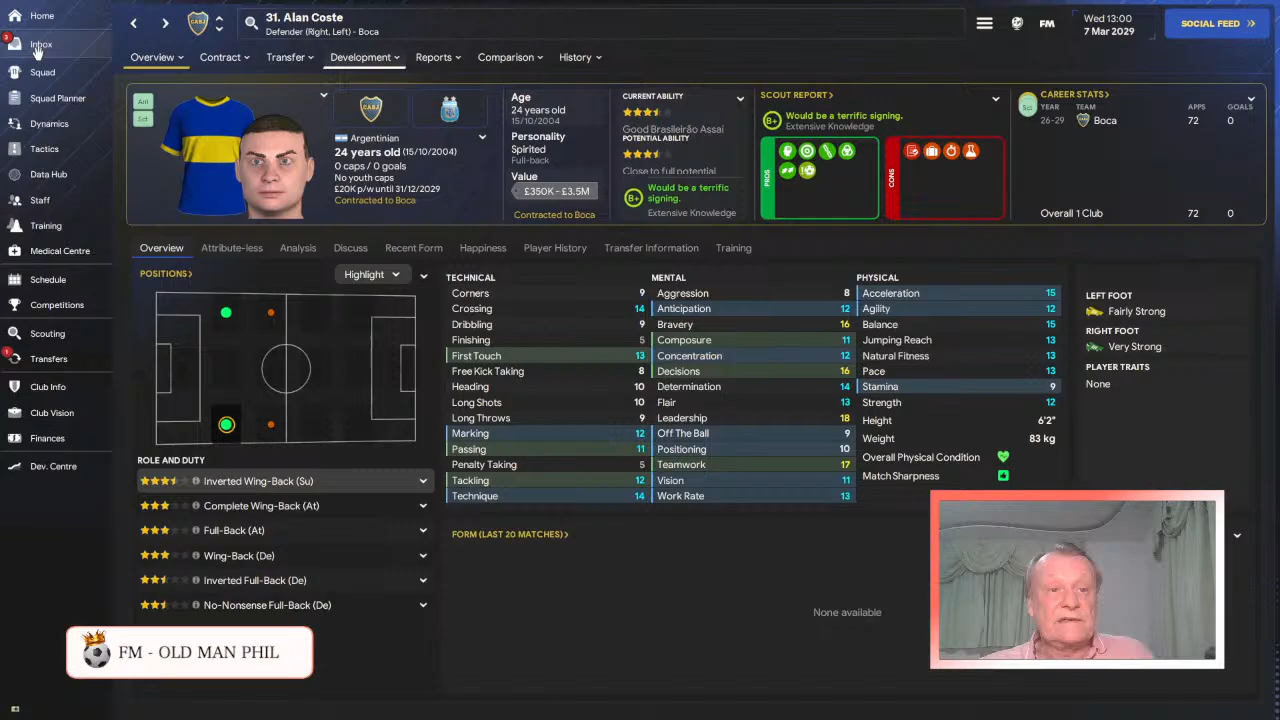 Home
3
Inbox
Squad
Squad Planner
Dynamics
Tactics
Data Hub
Staff
Training
Medical Centre
Schedule
Competitions
Scouting
1
Transfers
Club Info
Club Vision
Finances
Dev. Centre
CABJ
31. Alan Coste
Defender (Right, Left) - Boca
FM
Wed 13:00
7 Mar 2029
SOCIAL FEED
Overview
Contract
Transfer
Development
Reports
Comparison
History
Sct
CABJ
Argentinian
24 years old (15/10/2004)
0 caps/ 0 goals
No youth caps
£20K p/w until 31/12/2029
Contracted to Boca
Age
24 years old
15/10/2004
Personality
Spirited
Full-back
Value
£350K - £3.5M
Contracted to Boca
CURRENT ABILITY
Good Brasileirão Assaí
POTENTIAL ABILITY
Close to full potential
B+ Would be a terrific signing.
Extensive Knowledge
SCOUT REPORT
B+ Would be a terrific signing.
Extensive Knowledge
PROS
CONS
Sct
CAREER STATS
YEAR TEAM APPS GOALS
26-29 Boca 72 0
Overall 1 Club 72 0
Overview
Attribute-less
Analysis
Discuss
Recent Form
Happiness
Player History
Transfer Information
Training
POSITIONS
Highlight
ROLE AND DUTY
Inverted Wing-Back (Su)
Complete Wing-Back (At)
Full-Back (At)
Wing-Back (De)
Inverted Full-Back (De)
No-Nonsense Full-Back (De)
TECHNICAL
Corners 9
Crossing 14
Dribbling 9
Finishing 5
First Touch 13
Free Kick Taking 8
Heading 10
Long Shots 10
Long Throws 9
Marking 12
Passing 11
Penalty Taking 5
Tackling 12
Technique 14
MENTAL
Aggression 8
Anticipation 12
Bravery 16
Composure 11
Concentration 12
Decisions 16
Determination 14
Flair 13
Leadership 18
Off The Ball 9
Positioning 10
Teamwork 17
Vision 11
Work Rate 13
PHYSICAL
Acceleration 15
Agility 12
Balance 15
Jumping Reach 13
Natural Fitness 13
Pace 13
Stamina 9
Strength 12
Height 6'2"
Weight 83 kg
Overall Physical Condition
Match Sharpness
LEFT FOOT
Fairly Strong
RIGHT FOOT
Very Strong
PLAYER TRAITS
None
FORM (LAST 20 MATCHES)
None available
FM - OLD MAN PHIL